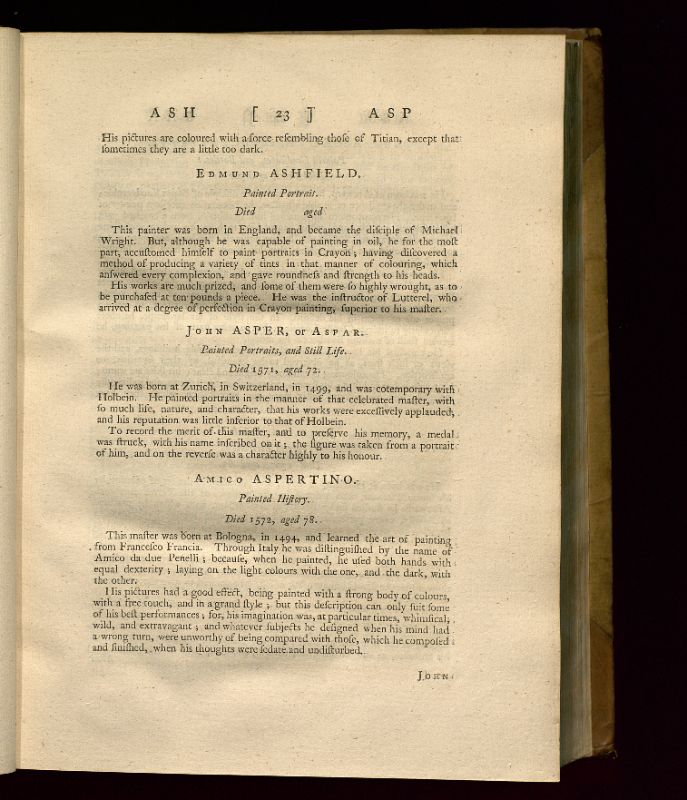 ASH [ 23 ] ASP
His pictures are coloured with a force resembling those of Titian, except that
ſometimes they are a little too dark.
EDMUND ASHFIELD.
Painted Portrait.
Died aged
This painter was born in England, and became the diſciple of Michael
Wright. But, although he was capable of painting in oil, he for the moſt
part, accuſtomed himſelf to paint portraits in Crayon; having diſcovered a
method of producing a variety of tints in that manner of colouring, which
anſwered every complexion, and gave roundneſs and ſtrength to his heads.
His works are much prized, and ſome of them were ſo highly wrought, as to
be purchaſed at ten pounds a piece. He was the inſtructor of Lutterel, who
arrived at a degree of perfection in Crayon painting, ſuperior to his maſter.
JOHN ASPER, or ASPAR.
Painted Portraits, and Still Life.
Died 1571, aged 72.
He was born at Zurich, in Switzerland, in 1499, and was cotemporary with
Holbein. He painted portraits in the manner of that celebrated maſter, with
ſo much life, nature, and character, that his works were exceſſively applauded,
and his reputation was little inferior to that of Holbein.
To record the merit of this maſter, and to preſerve his memory, a medal
was ſtruck, with his name inſcribed on it; the figure was taken from a portrait
of him, and on the reverſe was a character highly to his honour.
AMICO ASPERTINO.
Painted Hiſtory.
Died 1572, aged 78.
This maſter was born at Bologna, in 1494, and learned the art of painting
from Franceſco Francia. Through Italy he was diſtinguiſhed by the name of
Amico da due Penelli; becauſe, when he painted, he uſed both hands with
equal dexterity; laying on the light colours with the one, and the dark, with
the other.
His pictures had a good effect, being painted with a ſtrong body of colours,
with a free touch, and in a grand ſtyle; but this deſcription can only ſuit ſome
of his beſt performances; for, his imagination was, at particular times, whimſical,
wild, and extravagant; and whatever ſubjects he deſigned when his mind had
a wrong turn, were unworthy of being compared with thoſe, which he compoſed
and finiſhed, when his thoughts were ſedate and undiſturbed.
JOHN